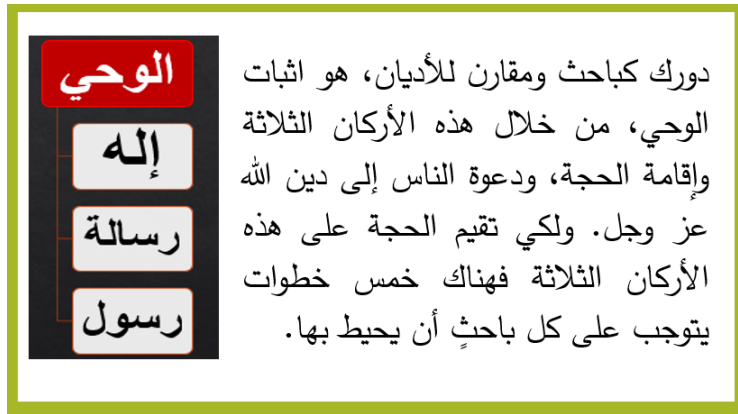 دورك كباحث ومقارن للأديان، هو اثبات
الوحي، من خلال هذه الأركان الثلاثة
وإقامة الحجة، ودعوة الناس إلى دين الله
عز وجل. ولكي تقيم الحجة على هذه
الأركان الثلاثة فهناك خمس خطوات
يتوجب على كل باحثٍ أن يحيط بها.
الوحي
إله
رسالة
رسول